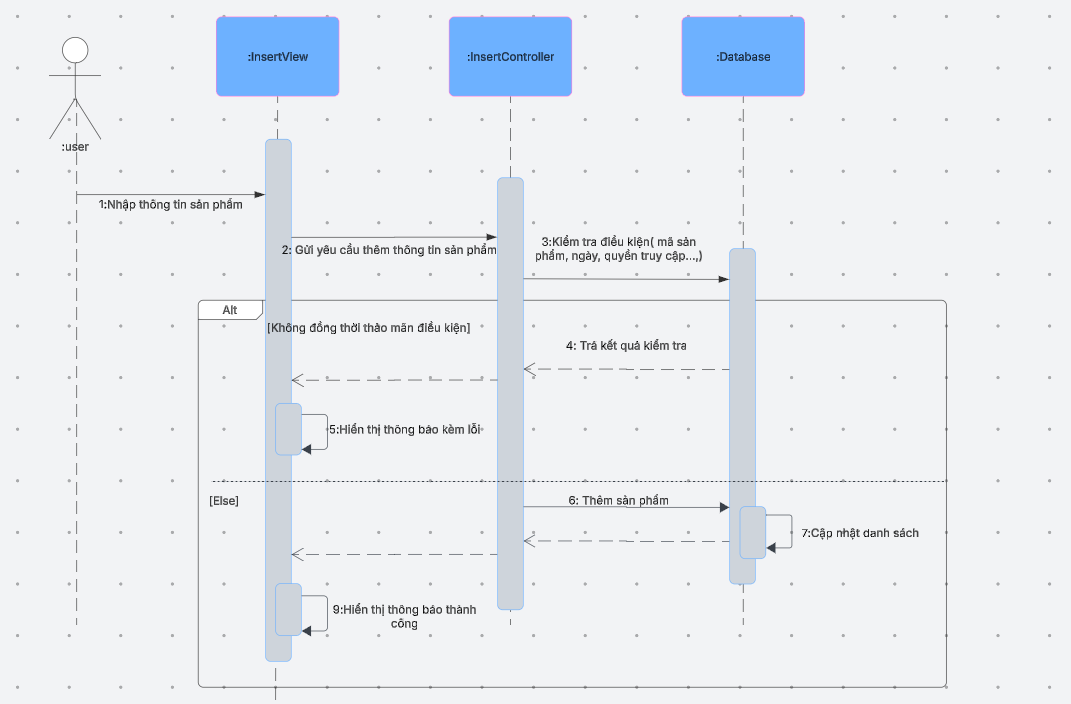 :InsertView
:InsertController
:Database
:user
1:Nhập thông tin sản phẩm
2: Gửi yêu cầu thêm thông tin sản phẩm
3:Kiểm tra điều kiện( mã sản
phẩm, ngày, quyền truy cập...,)
Alt
[Không đồng thời thảo mãn điều kiện]
4: Trả kết quả kiểm tra
5:Hiển thị thông báo kèm lỗi
[Else]
6: Thêm sản phẩm
7:Cập nhật danh sách
9:Hiển thị thông báo thành
công